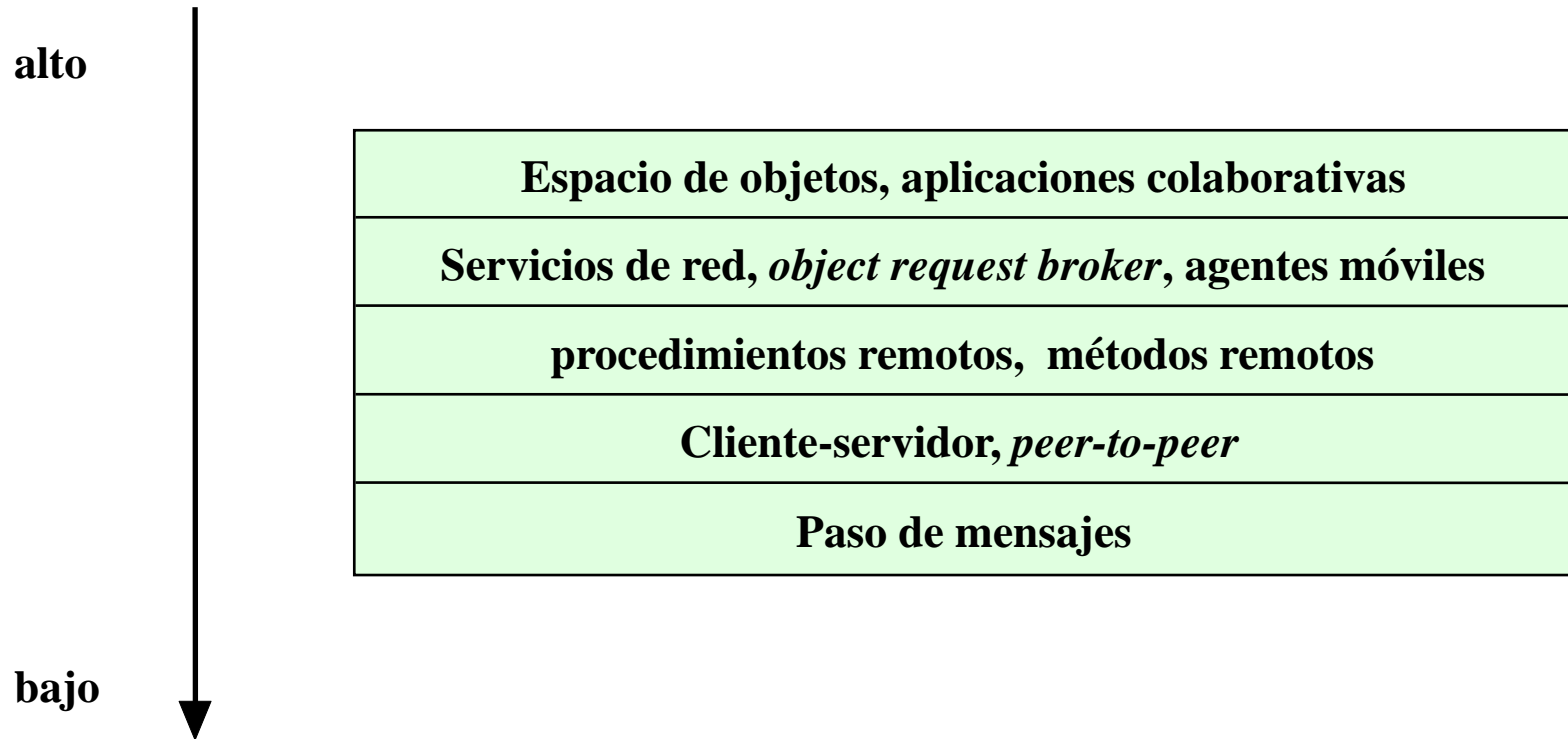 alto
Espacio de objetos, aplicaciones colaborativas
Servicios de red, object request broker, agentes móviles
procedimientos remotos, métodos remotos
Cliente-servidor, peer-to-peer
Paso de mensajes
bajo